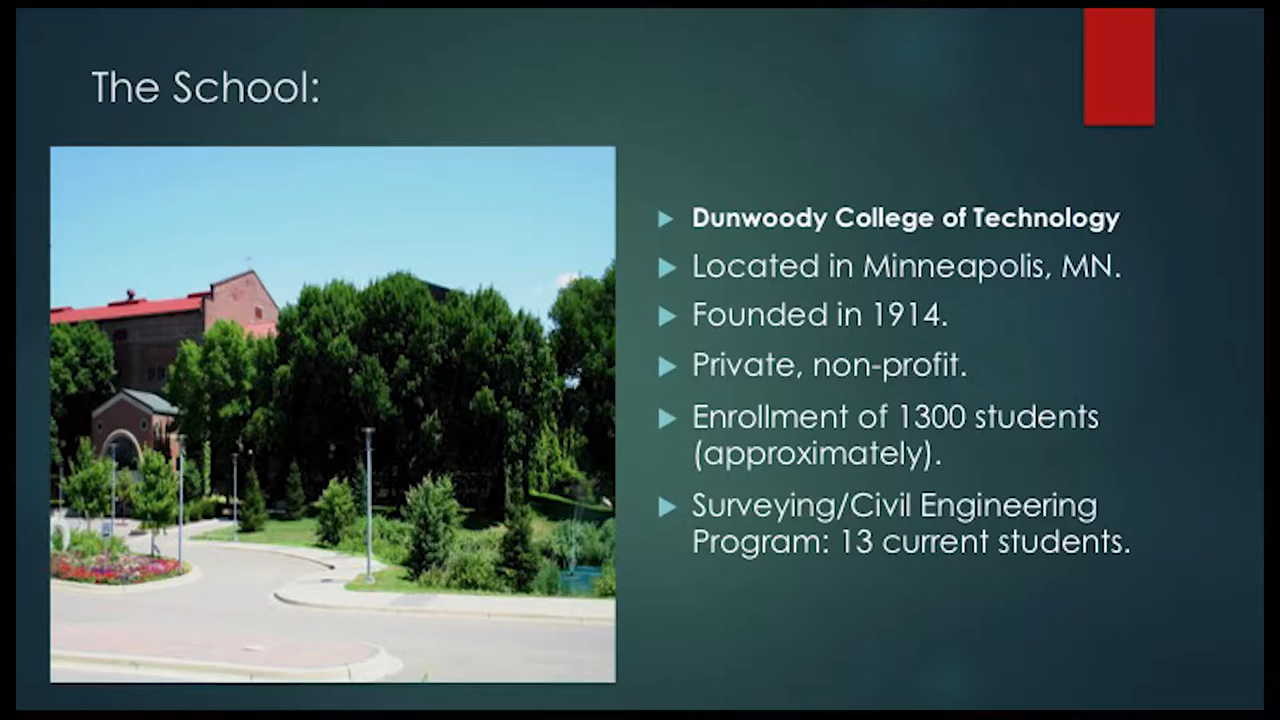 The School:
Dunwoody College of Technology
Located in Minneapolis, MN.
Founded in 1914.
Private, non-profit.
Enrollment of 1300 students
(approximately).
Surveying/Civil Engineering
Program: 13 current students.